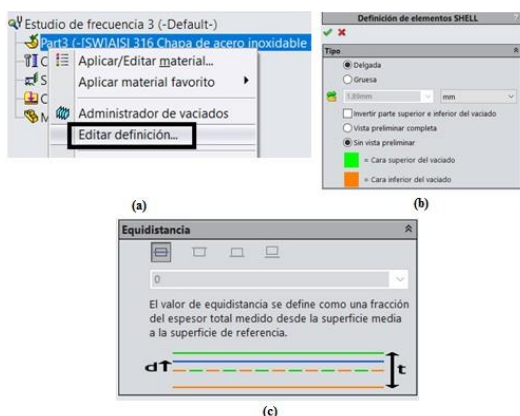 Estudio de frecuencia 3 (-Default-)
Part3 (-[SW]AISI 316 Chapa de acero inoxidable
C
Aplicar/Editar material...
S
Aplicar material favorito
C
Administrador de vaciados
M
Editar definición...
(a)
Definición de elementos SHELL
Tipo
Delgada
Gruesa
1.89mm
mm
Invertir parte superior e inferior del vaciado
Vista preliminar completa
Sin vista preliminar
= Cara superior del vaciado
= Cara inferior del vaciado
(b)
Equidistancia
0
El valor de equidistancia se define como una fracción
del espesor total medido desde la superficie media
a la superficie de referencia.
d
t
(c)